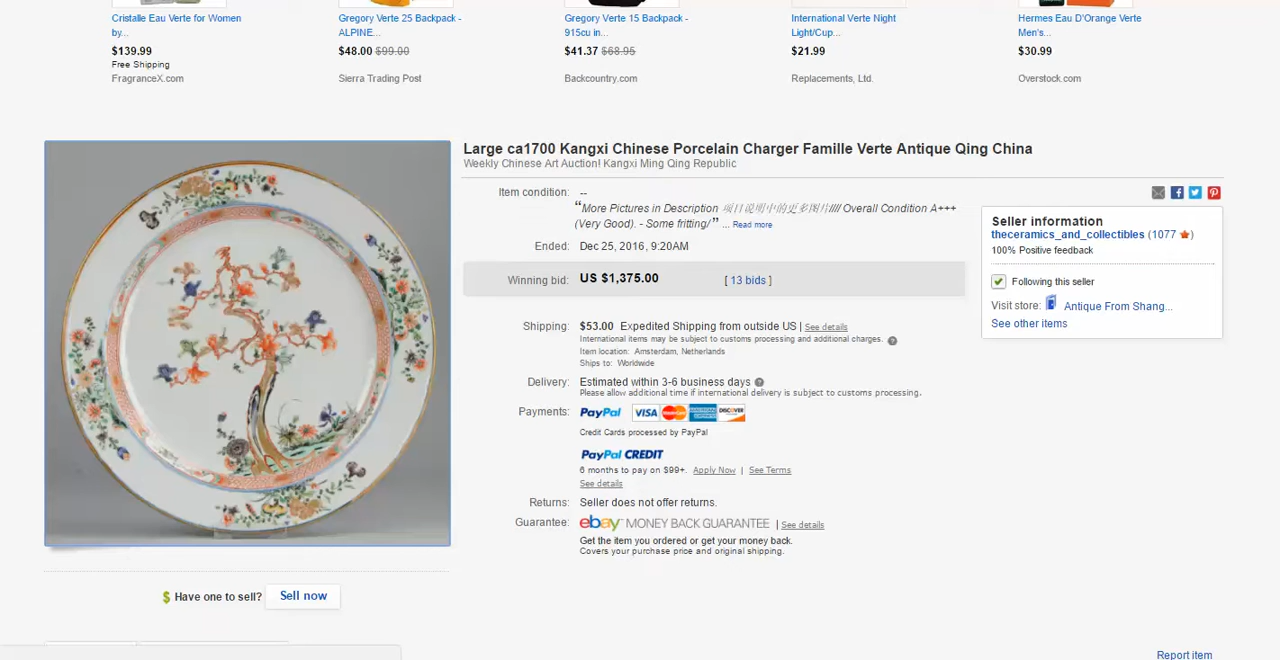 Cristalle Eau Verte for Women by...
$139.99
Free Shipping
FragranceX.com
Gregory Verte 25 Backpack - ALPINE...
$48.00 $99.00
Sierra Trading Post
Gregory Verte 15 Backpack - 915cu in...
$41.37 $68.95
Backcountry.com
International Verte Night Light/Cup...
$21.99
Replacements, Ltd.
Hermes Eau D'Orange Verte Men's...
$30.99
Overstock.com
Large ca1700 Kangxi Chinese Porcelain Charger Famille Verte Antique Qing China
Weekly Chinese Art Auction! Kangxi Ming Qing Republic
Item condition: --
“More Pictures in Description 项目说明中的更多图片//// Overall Condition A+++
(Very Good). - Some fritting/” ... Read more
Ended: Dec 25, 2016, 9:20AM
Winning bid: US $1,375.00 [ 13 bids ]
Shipping: $53.00 Expedited Shipping from outside US | See details
International items may be subject to customs processing and additional charges.
Item location: Amsterdam, Netherlands
Ships to: Worldwide
Delivery: Estimated within 3-6 business days
Please allow additional time if international delivery is subject to customs processing.
Payments: PayPal VISA MasterCard AMERICAN EXPRESS DISCOVER
Credit Cards processed by PayPal
PayPal CREDIT
6 months to pay on $99+. Apply Now | See Terms
See details
Returns: Seller does not offer returns.
Guarantee: ebay MONEY BACK GUARANTEE | See details
Get the item you ordered or get your money back.
Covers your purchase price and original shipping.
Seller information
theceramics_and_collectibles (1077)
100% Positive feedback
Following this seller
Visit store: Antique From Shang...
See other items
$ Have one to sell? Sell now
Report item